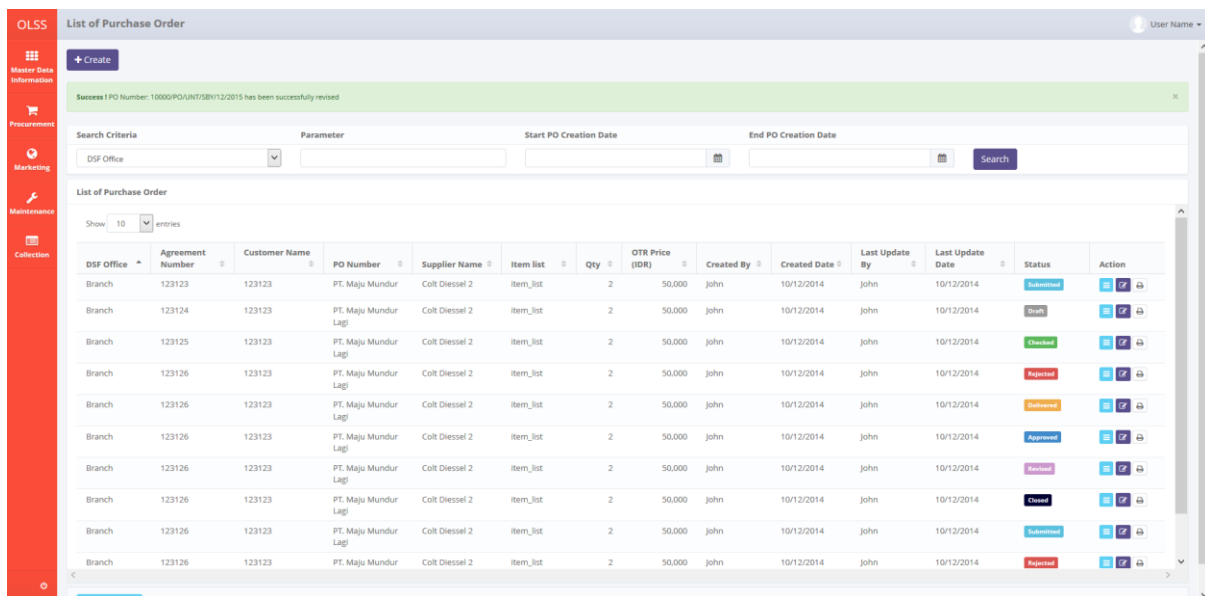 OLSS
List of Purchase Order
User Name
Master Data
Information
Procurement
Marketing
Maintenance
Collection
+ Create
Success ! PO Number: 10000/PO/UNT/SBY/12/2015 has been successfully revised ×
Search Criteria Parameter Start PO Creation Date End PO Creation Date
DSF Office Search
List of Purchase Order
Show 10 entries
DSF Office Agreement Number Customer Name PO Number Supplier Name Item list Qty OTR Price (IDR) Created By Created Date Last Update By Last Update Date Status Action
Branch 123123 123123 PT. Maju Mundur Colt Diessel 2 item_list 2 50,000 John 10/12/2014 John 10/12/2014 Submitted
Branch 123124 123123 PT. Maju Mundur Lagi Colt Diessel 2 item_list 2 50,000 John 10/12/2014 John 10/12/2014 Draft
Branch 123125 123123 PT. Maju Mundur Lagi Colt Diessel 2 item_list 2 50,000 John 10/12/2014 John 10/12/2014 Checked
Branch 123126 123123 PT. Maju Mundur Lagi Colt Diessel 2 item_list 2 50,000 John 10/12/2014 John 10/12/2014 Rejected
Branch 123126 123123 PT. Maju Mundur Lagi Colt Diessel 2 item_list 2 50,000 John 10/12/2014 John 10/12/2014 Delivered
Branch 123126 123123 PT. Maju Mundur Lagi Colt Diessel 2 item_list 2 50,000 John 10/12/2014 John 10/12/2014 Approved
Branch 123126 123123 PT. Maju Mundur Lagi Colt Diessel 2 item_list 2 50,000 John 10/12/2014 John 10/12/2014 Revised
Branch 123126 123123 PT. Maju Mundur Lagi Colt Diessel 2 item_list 2 50,000 John 10/12/2014 John 10/12/2014 Closed
Branch 123126 123123 PT. Maju Mundur Lagi Colt Diessel 2 item_list 2 50,000 John 10/12/2014 John 10/12/2014 Submitted
Branch 123126 123123 PT. Maju Mundur Colt Diessel 2 item_list 2 50,000 John 10/12/2014 John 10/12/2014 Rejected